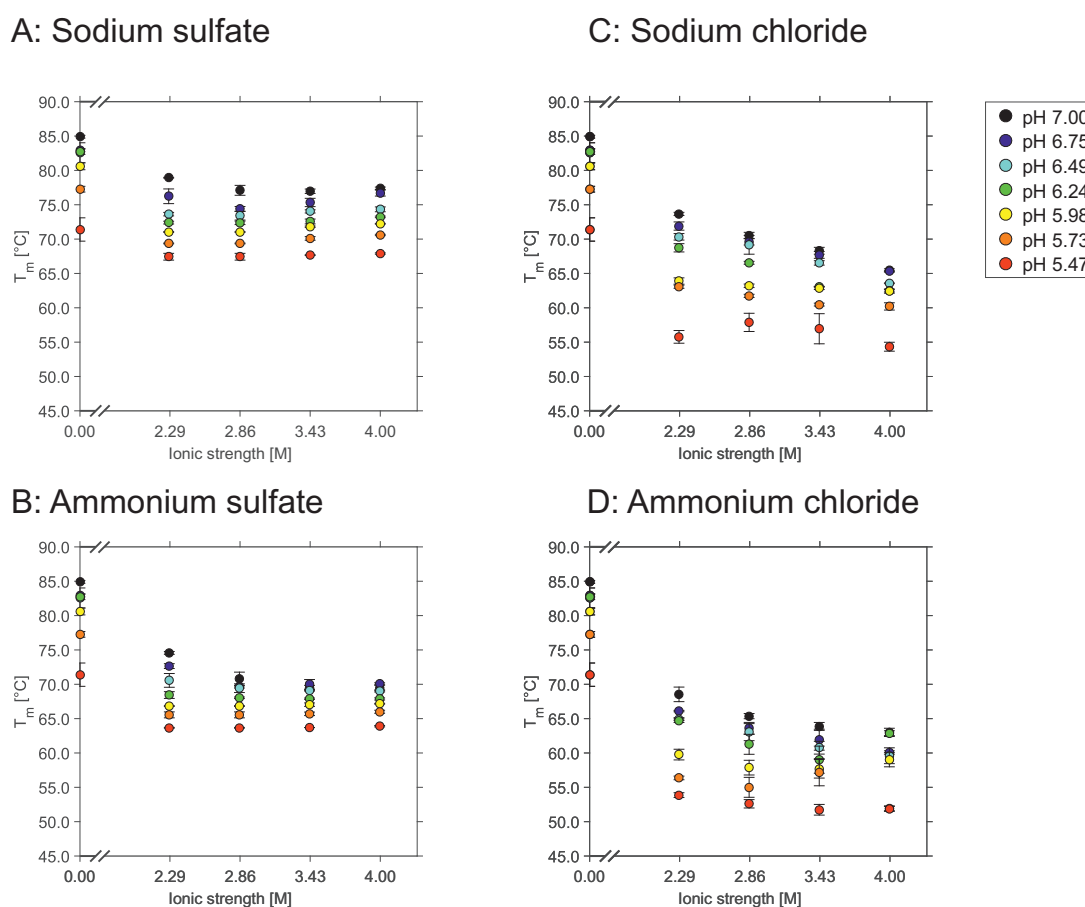 A: Sodium sulfate
90.0
85.0
80.0
75.0
70.0
65.0
60.0
55.0
50.0
45.0
Tm [°C]
0.00 2.29 2.86 3.43 4.00
Ionic strength [M]
C: Sodium chloride
90.0
85.0
80.0
75.0
70.0
65.0
60.0
55.0
50.0
45.0
Tm [°C]
0.00 2.29 2.86 3.43 4.00
Ionic strength [M]
pH 7.00
pH 6.75
pH 6.49
pH 6.24
pH 5.98
pH 5.73
pH 5.47
B: Ammonium sulfate
90.0
85.0
80.0
75.0
70.0
65.0
60.0
55.0
50.0
45.0
Tm [°C]
0.00 2.29 2.86 3.43 4.00
Ionic strength [M]
D: Ammonium chloride
90.0
85.0
80.0
75.0
70.0
65.0
60.0
55.0
50.0
45.0
Tm [°C]
0.00 2.29 2.86 3.43 4.00
Ionic strength [M]